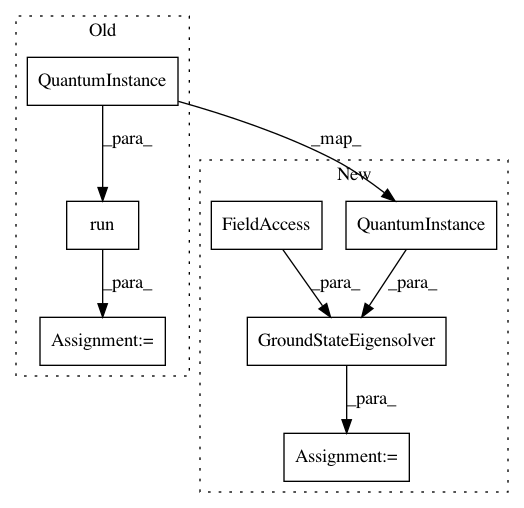 Old
QuantumInstance
_para_
_map_
New
run
FieldAccess
QuantumInstance
_para_
_para_
_para_
Assignment:=
GroundStateEigensolver
_para_
Assignment:=